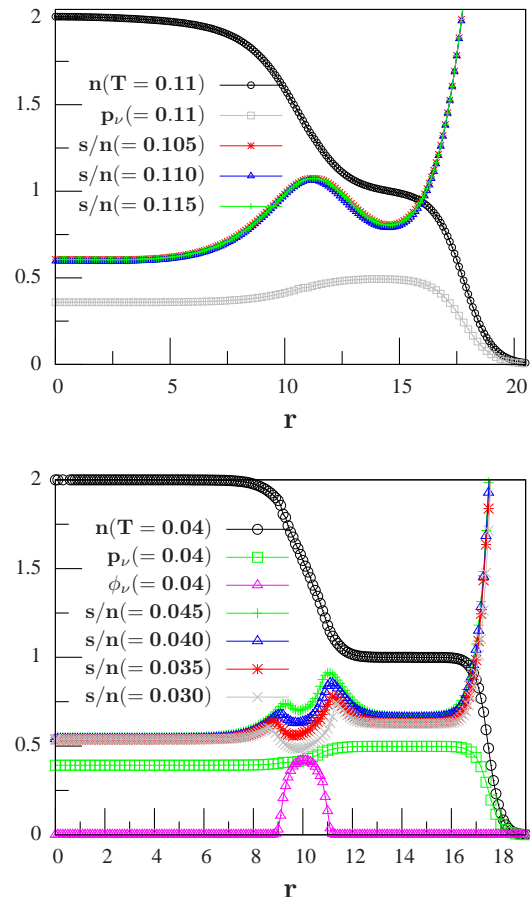 2
1.5
1
0.5
0
n(T = 0.11)
p_ν(= 0.11)
s/n(= 0.105)
s/n(= 0.110)
s/n(= 0.115)
0 5 10 15 20
r
2
1.5
1
0.5
0
n(T = 0.04)
p_ν(= 0.04)
ϕ_ν(= 0.04)
s/n(= 0.045)
s/n(= 0.040)
s/n(= 0.035)
s/n(= 0.030)
0 2 4 6 8 10 12 14 16 18
r